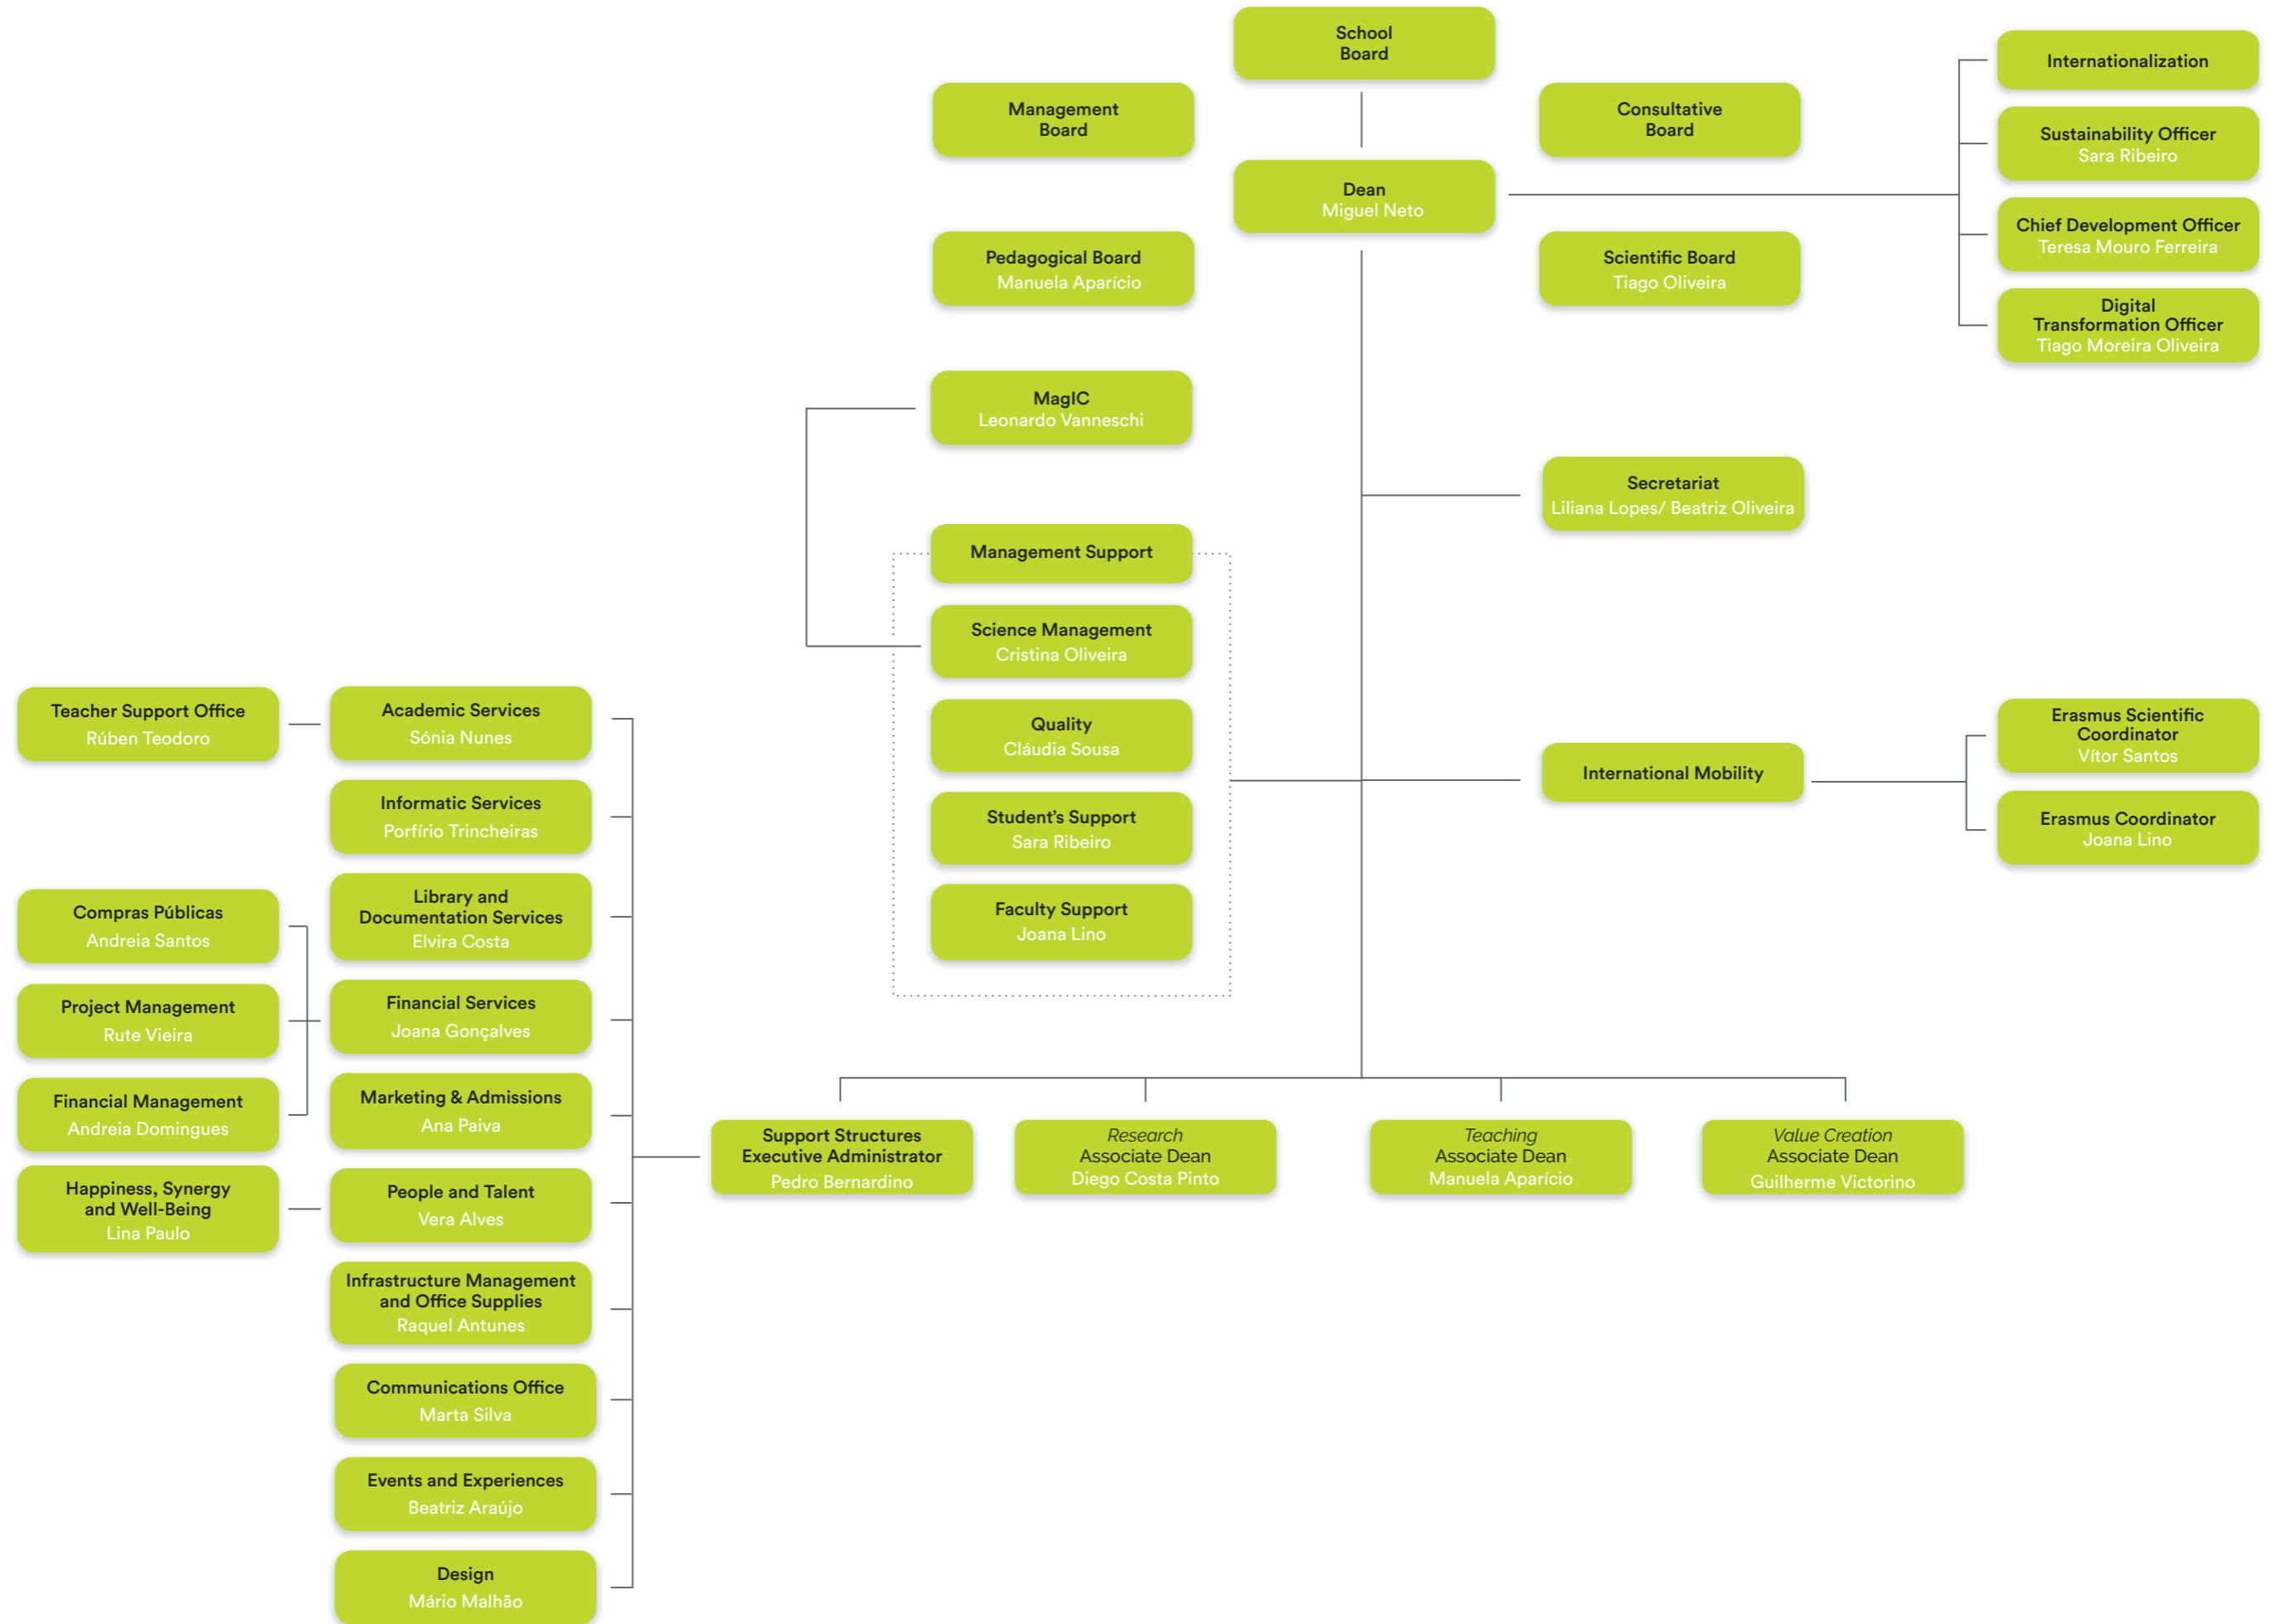 School
Board
Management
Board
Consultative
Board
Dean
Miguel Neto
Pedagogical Board
Manuela Aparício
Scientific Board
Tiago Oliveira
Internationalization
Sustainability Officer
Sara Ribeiro
Chief Development Officer
Teresa Mouro Ferreira
Digital
Transformation Officer
Tiago Moreira Oliveira
MagIC
Leonardo Vanneschi
Secretariat
Liliana Lopes/ Beatriz Oliveira
Management Support
Science Management
Cristina Oliveira
Quality
Cláudia Sousa
Student’s Support
Sara Ribeiro
Faculty Support
Joana Lino
International Mobility
Erasmus Scientific
Coordinator
Vítor Santos
Erasmus Coordinator
Joana Lino
Teacher Support Office
Rúben Teodoro
Academic Services
Sónia Nunes
Informatic Services
Porfírio Trincheiras
Library and
Documentation Services
Elvira Costa
Compras Públicas
Andreia Santos
Project Management
Rute Vieira
Financial Services
Joana Gonçalves
Financial Management
Andreia Domingues
Marketing & Admissions
Ana Paiva
Happiness, Synergy
and Well-Being
Lina Paulo
People and Talent
Vera Alves
Infrastructure Management
and Office Supplies
Raquel Antunes
Communications Office
Marta Silva
Events and Experiences
Beatriz Araújo
Design
Mário Malhão
Support Structures
Executive Administrator
Pedro Bernardino
Research
Associate Dean
Diego Costa Pinto
Teaching
Associate Dean
Manuela Aparício
Value Creation
Associate Dean
Guilherme Victorino